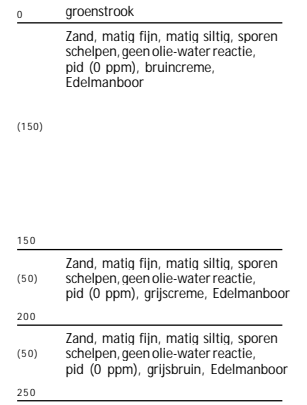 0 groenstrook
Zand, matig fijn, matig siltig, sporen
schelpen, geen olie-water reactie,
pid (0 ppm), bruincreme,
Edelmanboor
(150)
150
Zand, matig fijn, matig siltig, sporen
(50) schelpen, geen olie-water reactie,
pid (0 ppm), grijscreme, Edelmanboor
200
Zand, matig fijn, matig siltig, sporen
(50) schelpen, geen olie-water reactie,
pid (0 ppm), grijsbruin, Edelmanboor
250